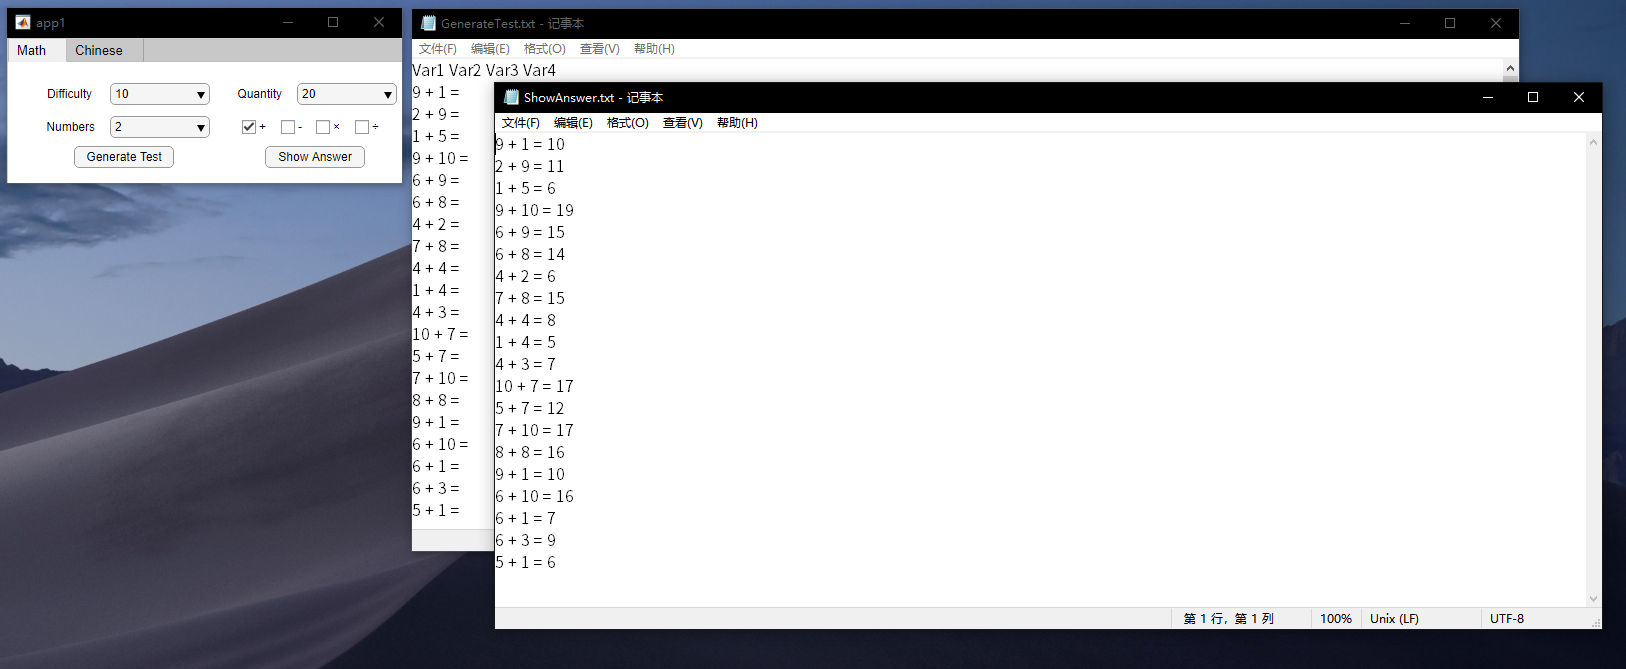 app1
Math Chinese
Difficulty 10 Quantity 20
Numbers 2 + - × ÷
Generate Test Show Answer
GenerateTest.txt - 记事本
文件(F) 编辑(E) 格式(O) 查看(V) 帮助(H)
Var1 Var2 Var3 Var4
9 + 1 =
2 + 9 =
1 + 5 =
9 + 10 =
6 + 9 =
6 + 8 =
4 + 2 =
7 + 8 =
4 + 4 =
1 + 4 =
4 + 3 =
10 + 7 =
5 + 7 =
7 + 10 =
8 + 8 =
9 + 1 =
6 + 10 =
6 + 1 =
6 + 3 =
5 + 1 =
ShowAnswer.txt - 记事本
文件(F) 编辑(E) 格式(O) 查看(V) 帮助(H)
9 + 1 = 10
2 + 9 = 11
1 + 5 = 6
9 + 10 = 19
6 + 9 = 15
6 + 8 = 14
4 + 2 = 6
7 + 8 = 15
4 + 4 = 8
1 + 4 = 5
4 + 3 = 7
10 + 7 = 17
5 + 7 = 12
7 + 10 = 17
8 + 8 = 16
9 + 1 = 10
6 + 10 = 16
6 + 1 = 7
6 + 3 = 9
5 + 1 = 6
第 1 行，第 1 列 100% Unix (LF) UTF-8